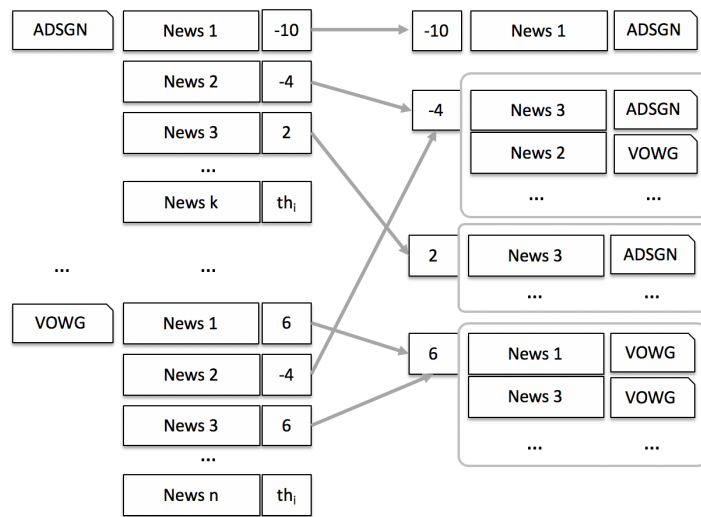 ADSGN News 1 -10
News 2 -4
News 3 2
...
News k thi
... ...
VOWG News 1 6
News 2 -4
News 3 6
...
News n thi
-10 News 1 ADSGN
-4 News 3 ADSGN
News 2 VOWG
... ...
2 News 3 ADSGN
... ...
6 News 1 VOWG
News 3 VOWG
... ...